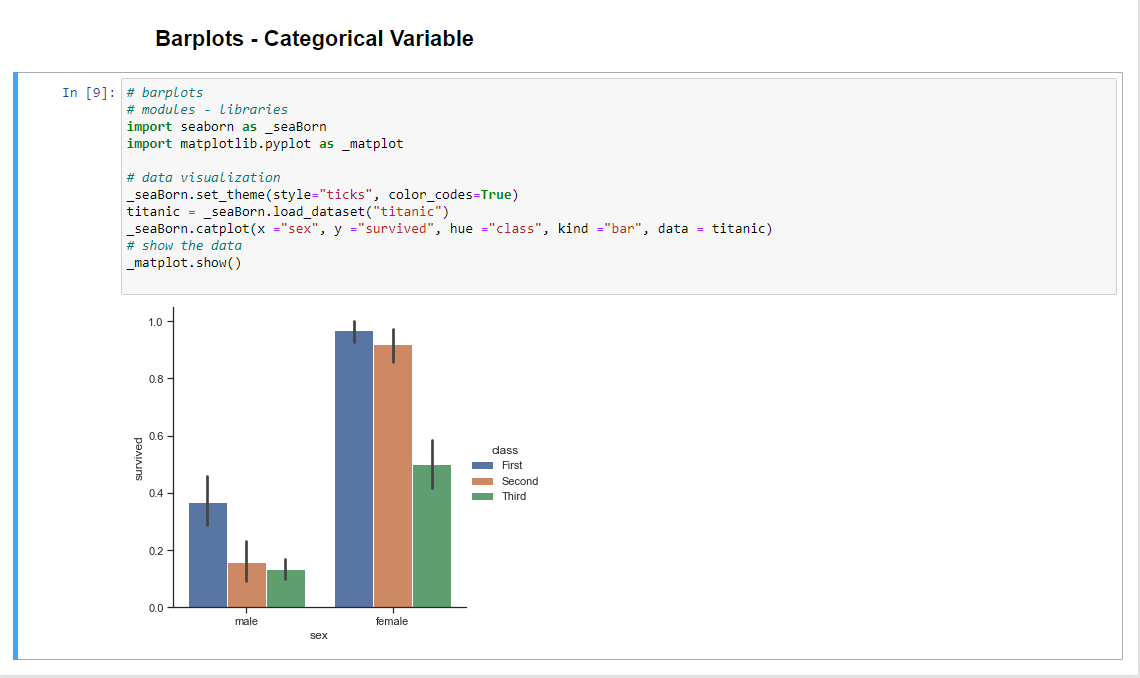 Barplots - Categorical Variable
In [9]:
# barplots
# modules - libraries
import seaborn as _seaBorn
import matplotlib.pyplot as _matplot
# data visualization
_seaBorn.set_theme(style="ticks", color_codes=True)
titanic = _seaBorn.load_dataset("titanic")
_seaBorn.catplot(x ="sex", y ="survived", hue ="class", kind ="bar", data = titanic)
# show the data
_matplot.show()
1.0
0.8
0.6
0.4
0.2
0.0
survived
male
female
sex
class
First
Second
Third